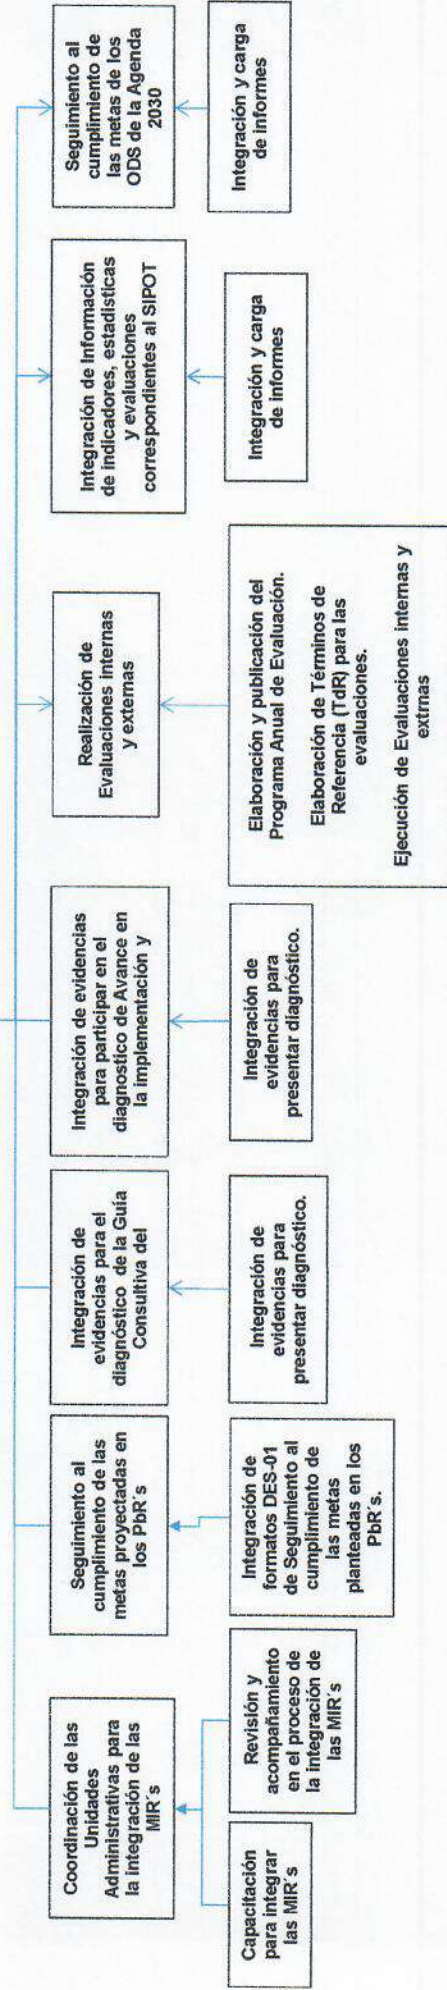 Coordinación de las
Unidades
Administrativas para
la integración de las
MIR´s
Seguimiento al
cumplimiento de las
metas proyectadas en
los PbR´s
Integración de
evidencias para el
diagnóstico de la Guía
Consultiva del
Integración de evidencias
para participar en el
diagnostico de Avance en
la implementación y
Realización de
Evaluaciones internas
y externas
Integración de Información
de indicadores, estadísticas
y evaluaciones
correspondientes al SIPOT
Seguimiento al
cumplimiento de
las metas de los
ODS de la Agenda
2030
Capacitación
para integrar
las MIR´s
Revisión y
acompañamiento
en el proceso de
la integración de
las MIR´s
Integración de
formatos DES-01
de Seguimiento al
cumplimiento de
las metas
planteadas en los
PbR´s.
Integración de
evidencias para
presentar diagnóstico.
Integración de
evidencias para
presentar diagnóstico.
Elaboración y publicación del
Programa Anual de Evaluación.
Elaboración de Términos de
Referencia (TdR) para las
evaluaciones.
Ejecución de Evaluaciones internas y
extrnas
Integración y carga
de informes
Integración y carga
de informes